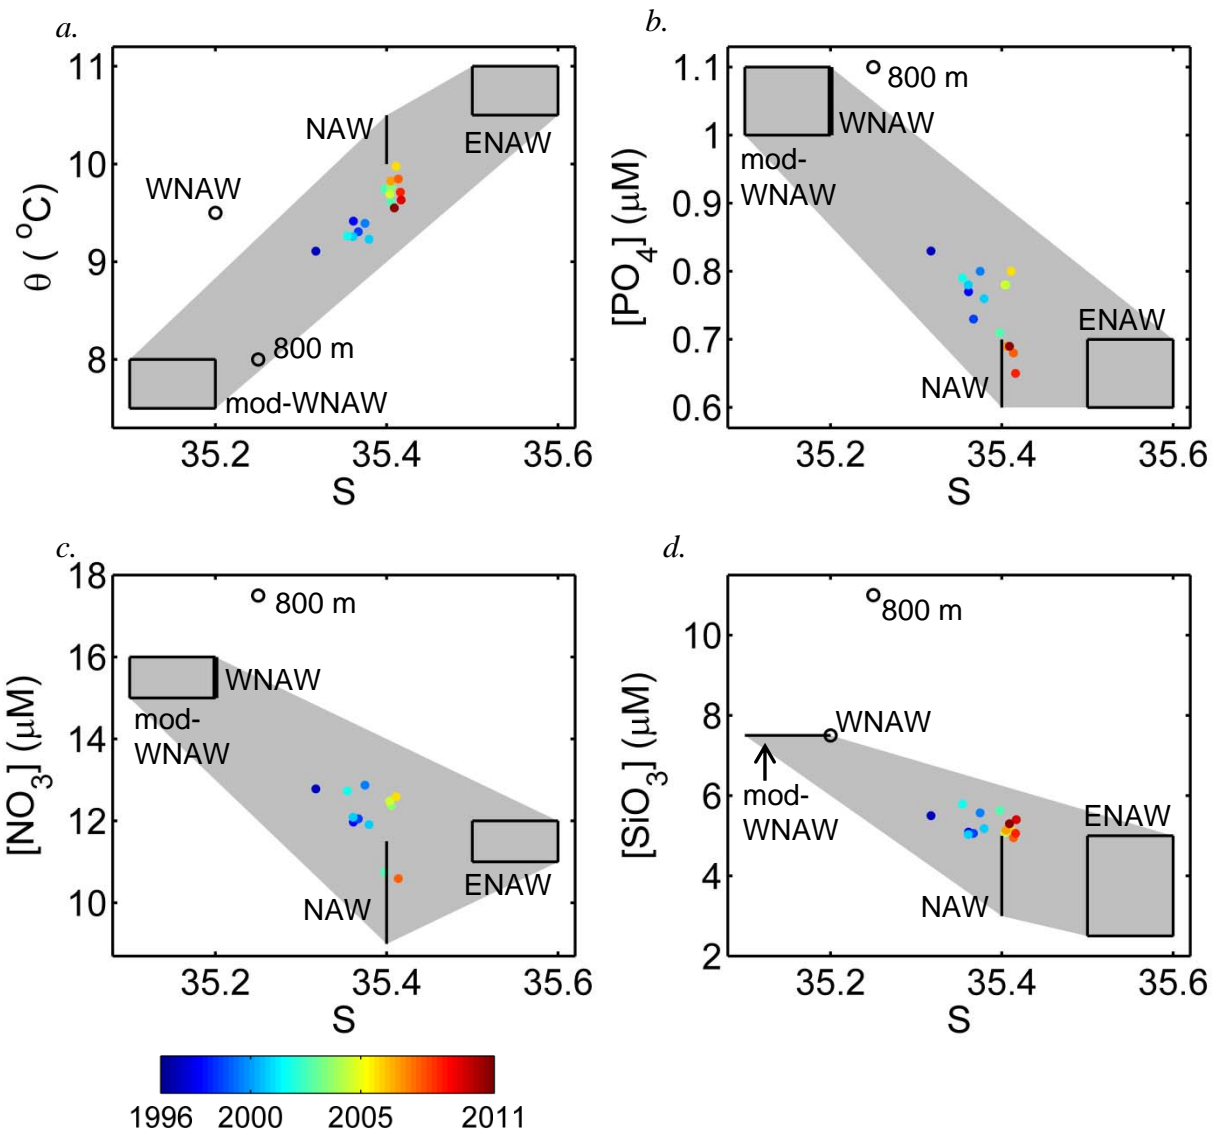 a.
11
10
9
8
θ ( °C)
WNAW
NAW
ENAW
800 m
mod-WNAW
35.2
35.4
35.6
S
b.
1.1
1
0.9
0.8
0.7
0.6
[PO4] (μM)
800 m
WNAW
mod-
WNAW
ENAW
NAW
35.2
35.4
35.6
S
c.
18
16
14
12
10
[NO3] (μM)
800 m
WNAW
mod-
WNAW
ENAW
NAW
35.2
35.4
35.6
S
d.
10
8
6
4
2
[SiO3] (μM)
800 m
WNAW
mod-
WNAW
ENAW
NAW
35.2
35.4
35.6
S
1996
2000
2005
2011